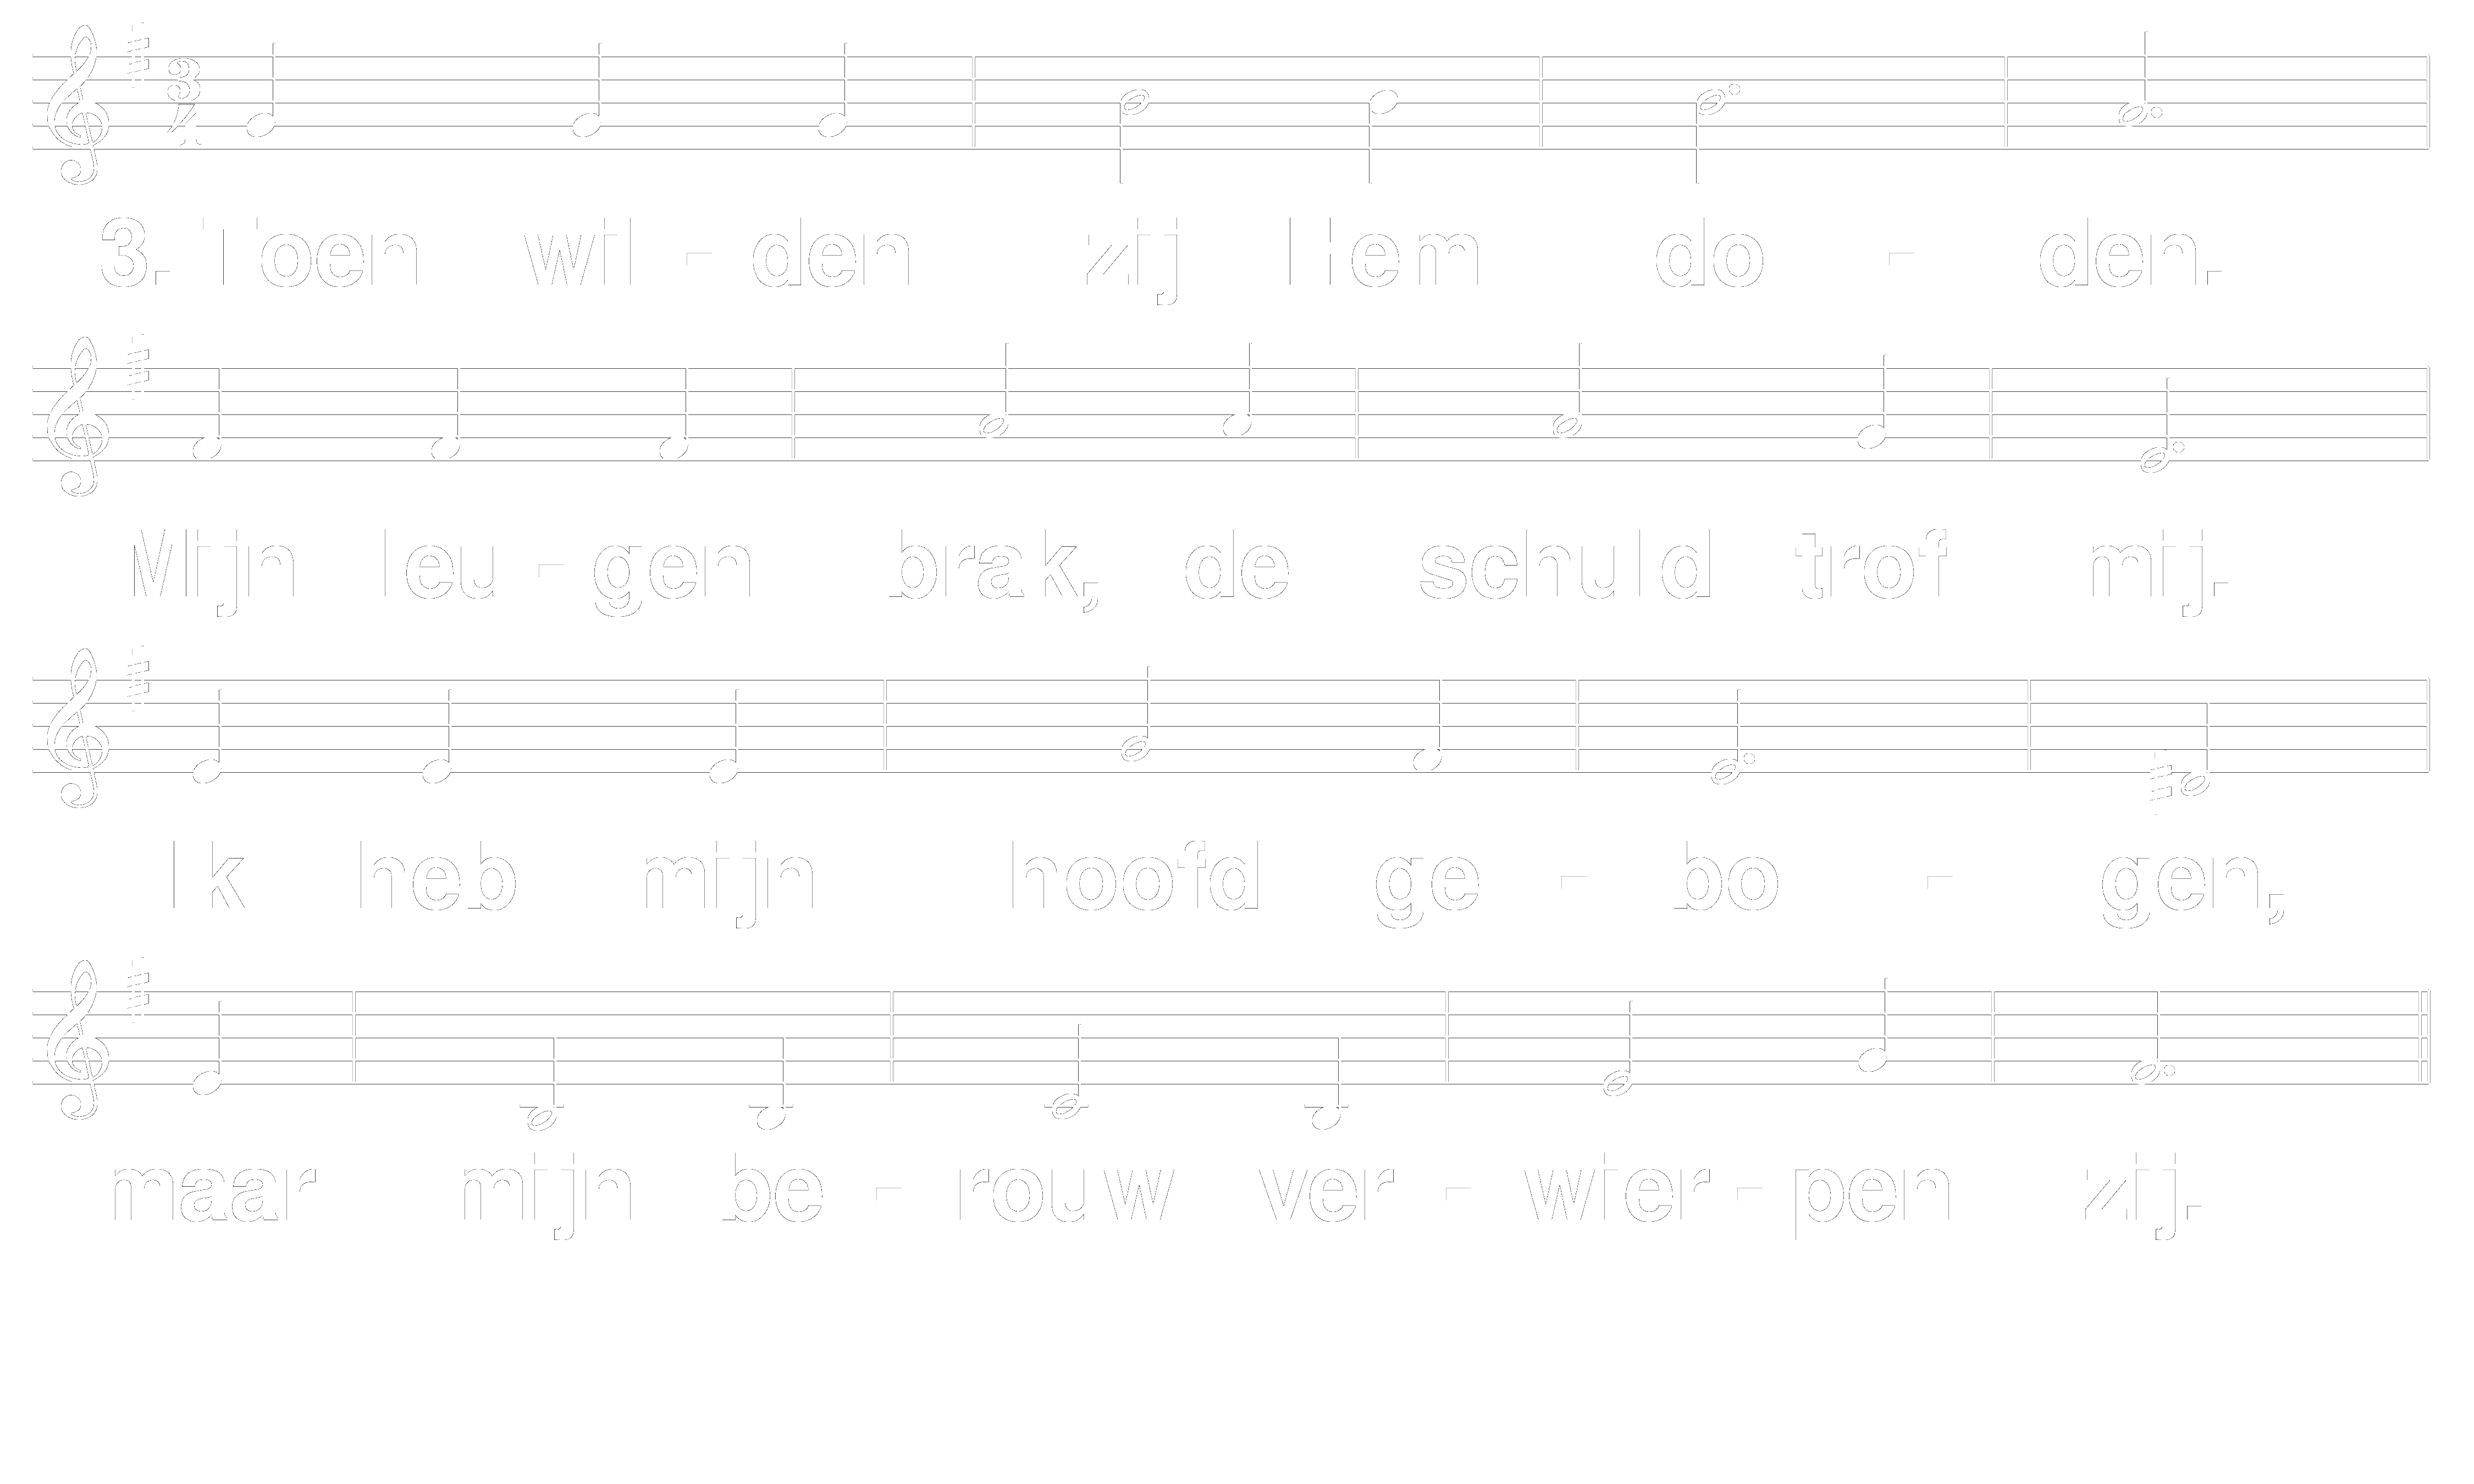 3. Toen wil - den zij Hem do - den.
Mijn leu - gen brak, de schuld trof mij.
Ik heb mijn hoofd ge - bo - gen,
maar mijn be - rouw ver - wier - pen zij.